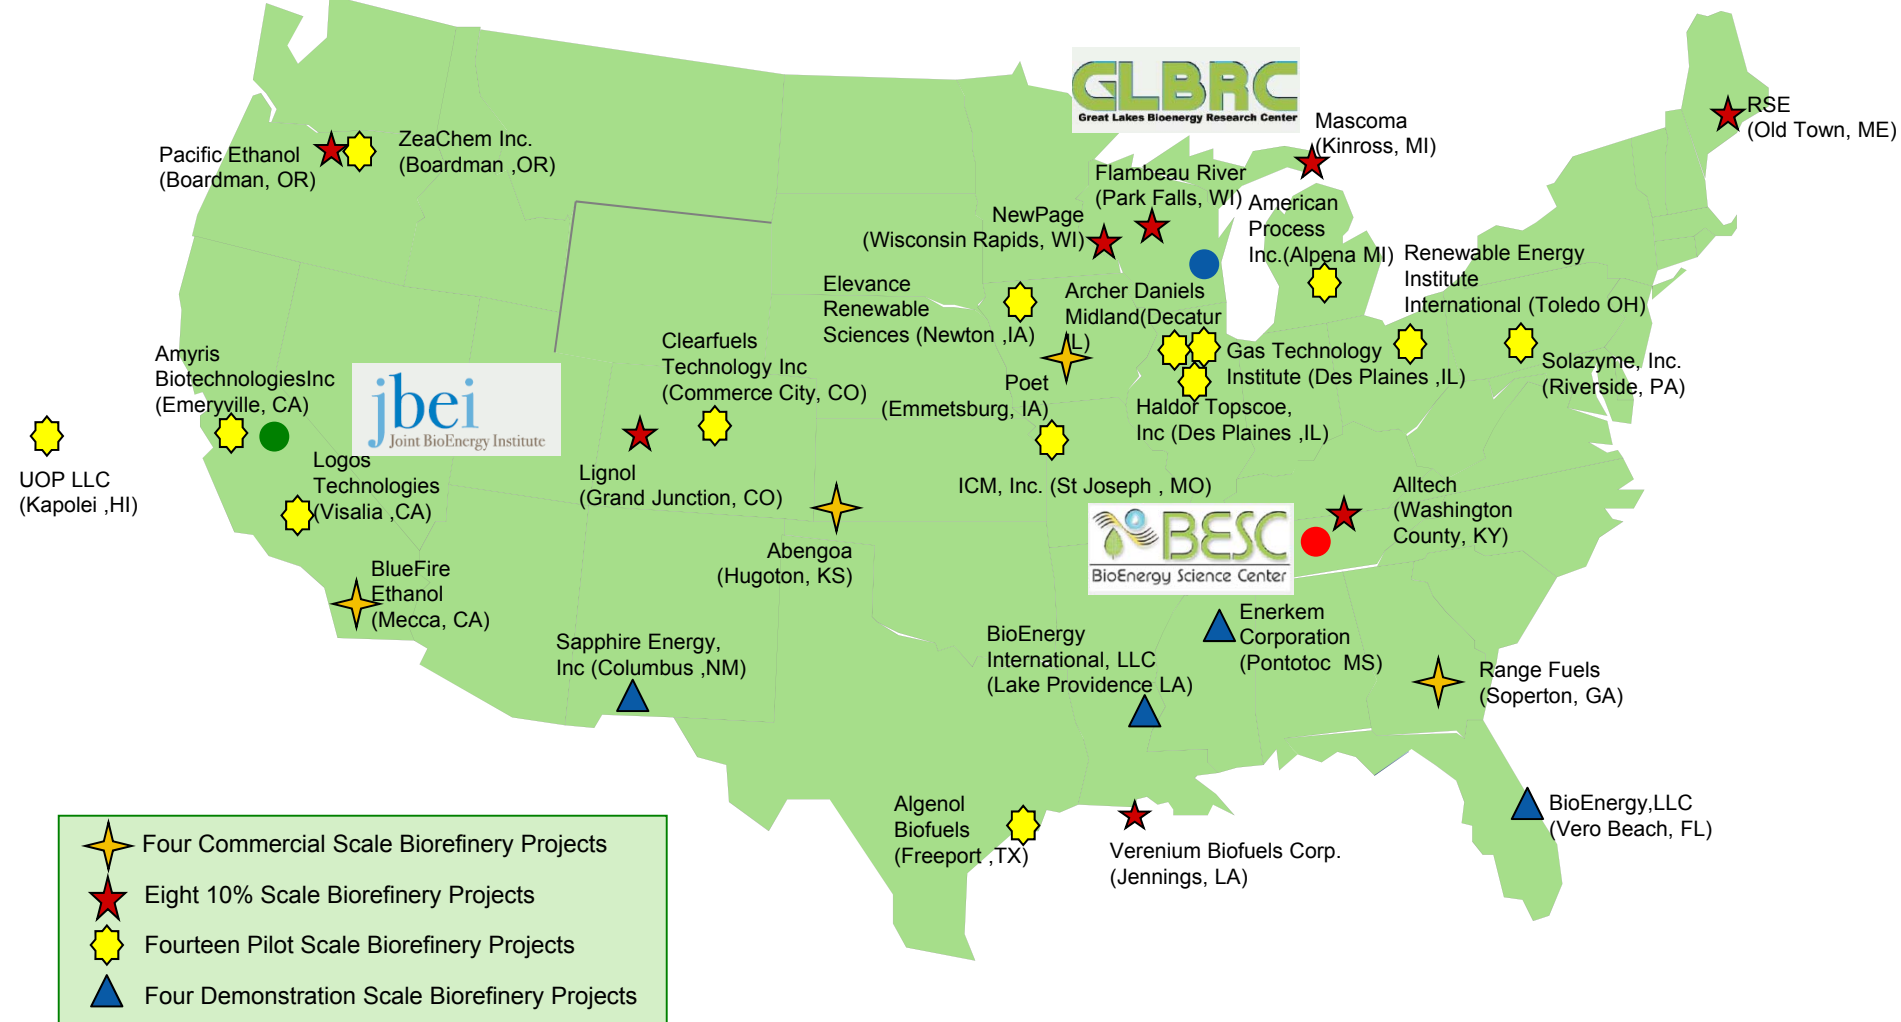 GLBRC
Great Lakes Bioenergy Research Center
RSE
(Old Town, ME)
Mascoma
(Kinross, MI)
Pacific Ethanol
(Boardman, OR)
ZeaChem Inc.
(Boardman ,OR)
Flambeau River
(Park Falls, WI)
American
Process
Inc.(Alpena MI)
NewPage
(Wisconsin Rapids, WI)
Renewable Energy
Institute
International (Toledo OH)
Elevance
Renewable
Sciences (Newton ,IA)
Archer Daniels
Midland(Decatur
IL)
Clearfuels
Technology Inc
(Commerce City, CO)
Amyris
BiotechnologiesInc
(Emeryville, CA)
jbei
Joint BioEnergy Institute
Gas Technology
Institute (Des Plaines ,IL)
Solazyme, Inc.
(Riverside, PA)
Poet
(Emmetsburg, IA)
Haldor Topscoe,
Inc (Des Plaines ,IL)
UOP LLC
(Kapolei ,HI)
Logos
Technologies
(Visalia ,CA)
Lignol
(Grand Junction, CO)
ICM, Inc. (St Joseph , MO)
Alltech
(Washington
County, KY)
BESC
BioEnergy Science Center
Abengoa
(Hugoton, KS)
BlueFire
Ethanol
(Mecca, CA)
Sapphire Energy,
Inc (Columbus ,NM)
BioEnergy
International, LLC
(Lake Providence LA)
Enerkem
Corporation
(Pontotoc  MS)
Range Fuels
(Soperton, GA)
Algenol
Biofuels
(Freeport ,TX)
Verenium Biofuels Corp.
(Jennings, LA)
BioEnergy,LLC
(Vero Beach, FL)
Four Commercial Scale Biorefinery Projects
Eight 10% Scale Biorefinery Projects
Fourteen Pilot Scale Biorefinery Projects
Four Demonstration Scale Biorefinery Projects